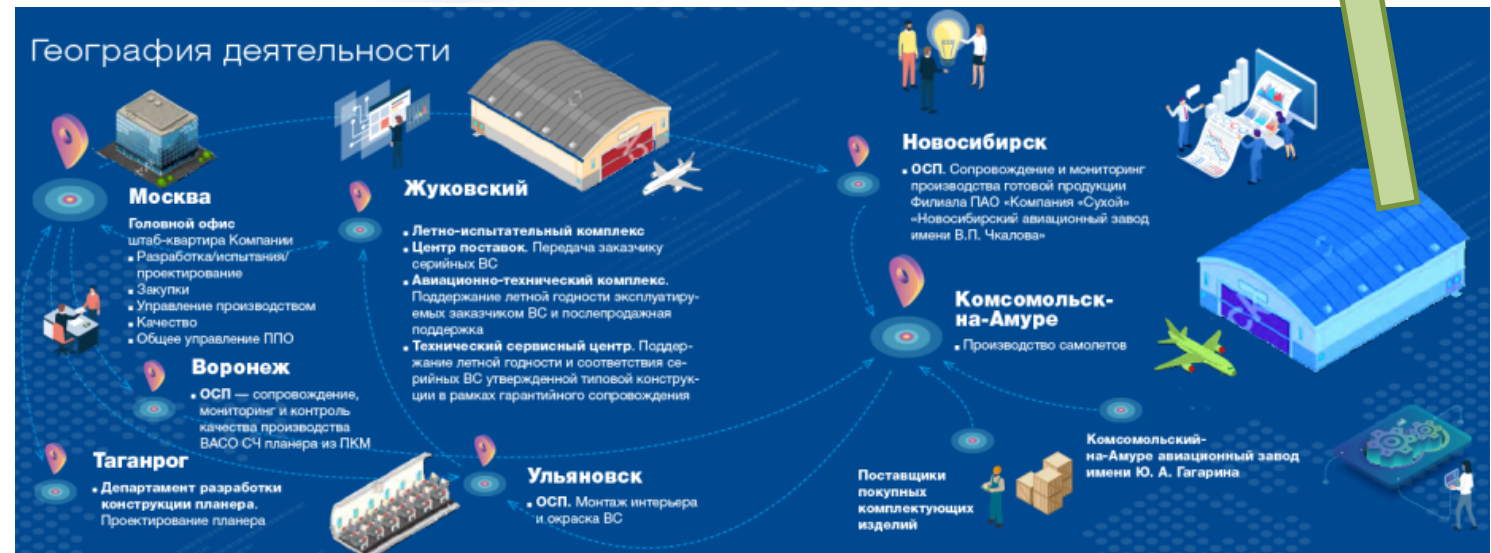 География деятельности
Москва
Головной офис
штаб-квартира Компании
▪ Разработка/испытания/
проектирование
▪ Закупки
▪ Управление производством
▪ Качество
▪ Общее управление ППО
Жуковский
▪ Летно-испытательный комплекс
▪ Центр поставок. Передача заказчику
серийных ВС
▪ Авиационно-технический комплекс.
Поддержание летной годности эксплуатиру-
емых заказчиком ВС и послепродажная
поддержка
▪ Технический сервисный центр. Поддер-
жание летной годности и соответствия се-
рийных ВС утвержденной типовой конструк-
ции в рамках гарантийного сопровождения
Новосибирск
▪ ОСП. Сопровождение и мониторинг
производства готовой продукции
Филиала ПАО «Компания «Сухой»
«Новосибирский авиационный завод
имени В.П. Чкалова»
Комсомольск-
на-Амуре
▪ Производство самолетов
Воронеж
▪ ОСП — сопровождение,
мониторинг и контроль
качества производства
ВАСО СЧ планера из ПКМ
Таганрог
▪ Департамент разработки
конструкции планера.
Проектирование планера
Ульяновск
▪ ОСП. Монтаж интерьера
и окраска ВС
Поставщики
покупных
комплектующих
изделий
Комсомольский-
на-Амуре авиационный завод
имени Ю. А. Гагарина